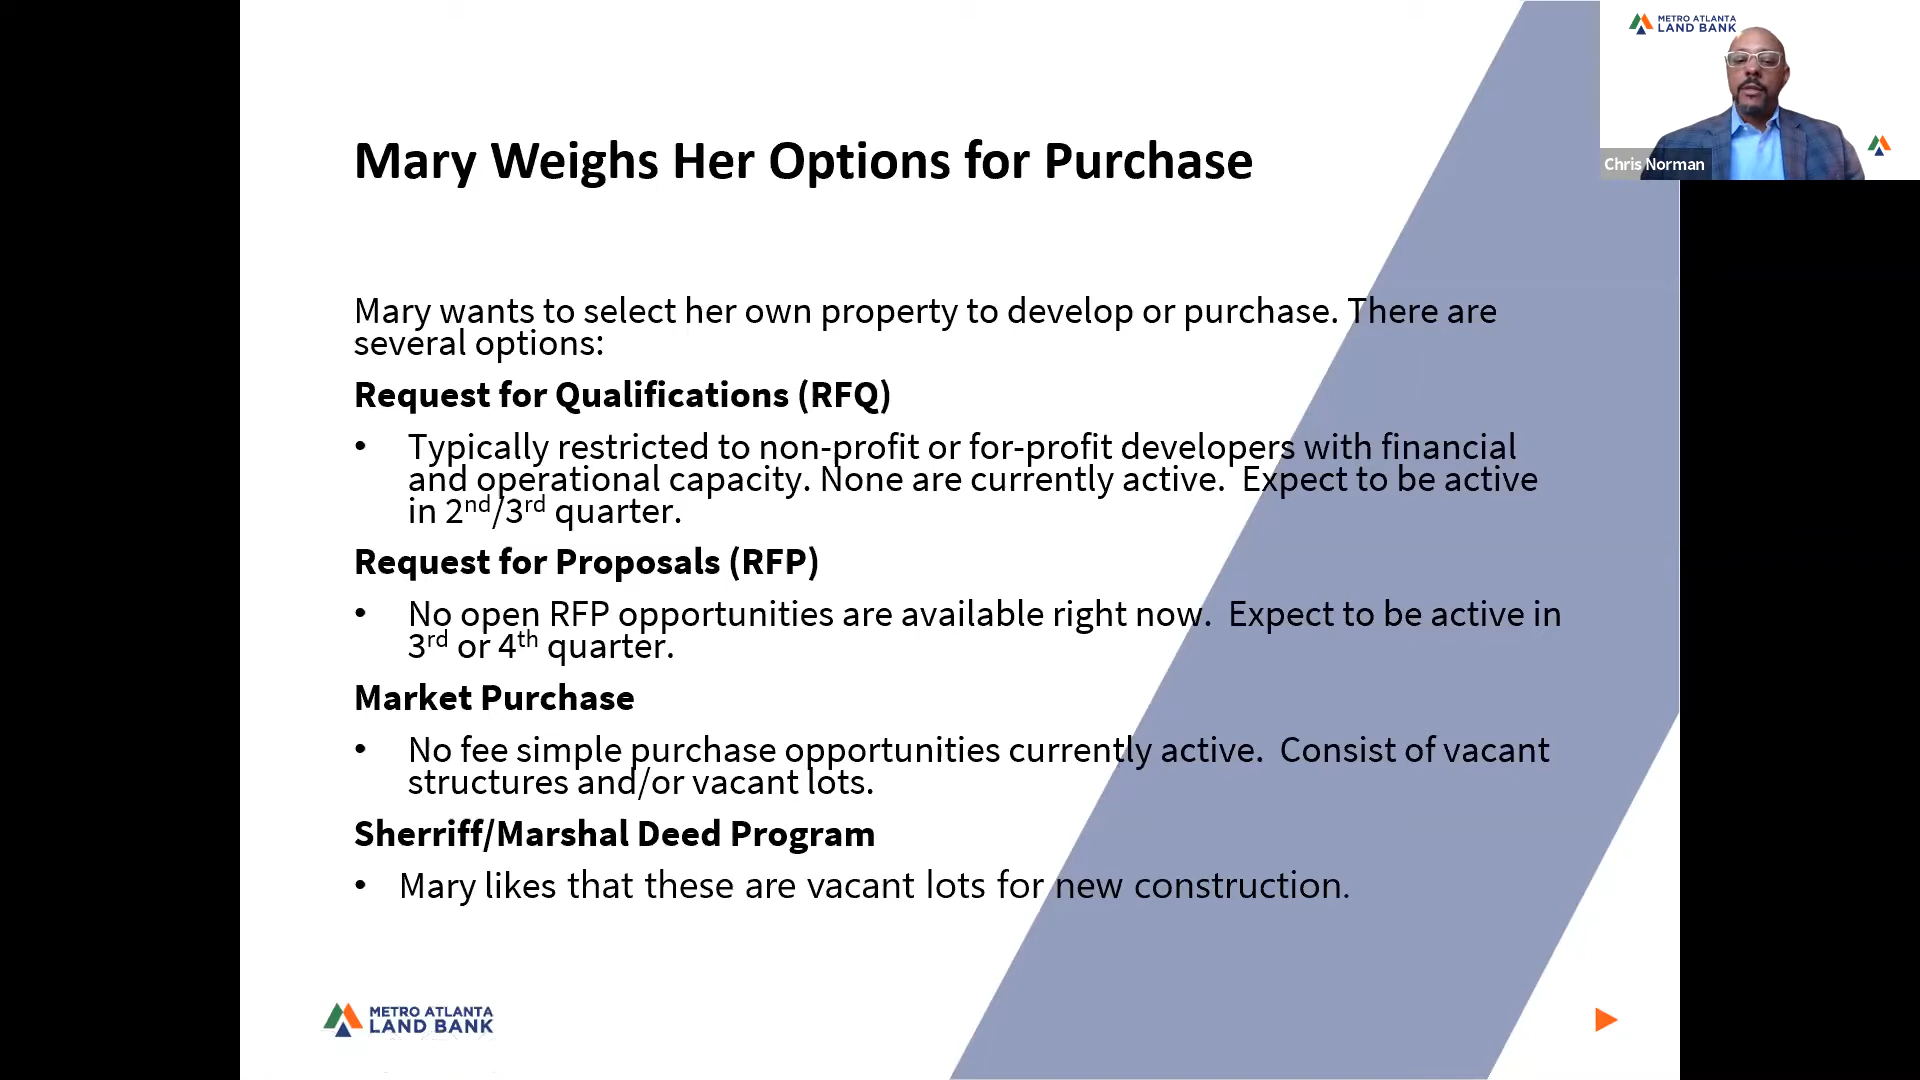 METRO ATLANTA
LAND BANK
Chris Norman
Mary Weighs Her Options for Purchase
Mary wants to select her own property to develop or purchase. There are
several options:
Request for Qualifications (RFQ)
• Typically restricted to non-profit or for-profit developers with financial
and operational capacity. None are currently active.  Expect to be active
in 2nd/3rd quarter.
Request for Proposals (RFP)
• No open RFP opportunities are available right now.  Expect to be active in
3rd or 4th quarter.
Market Purchase
• No fee simple purchase opportunities currently active.  Consist of vacant
structures and/or vacant lots.
Sherriff/Marshal Deed Program
• Mary likes that these are vacant lots for new construction.
METRO ATLANTA
LAND BANK